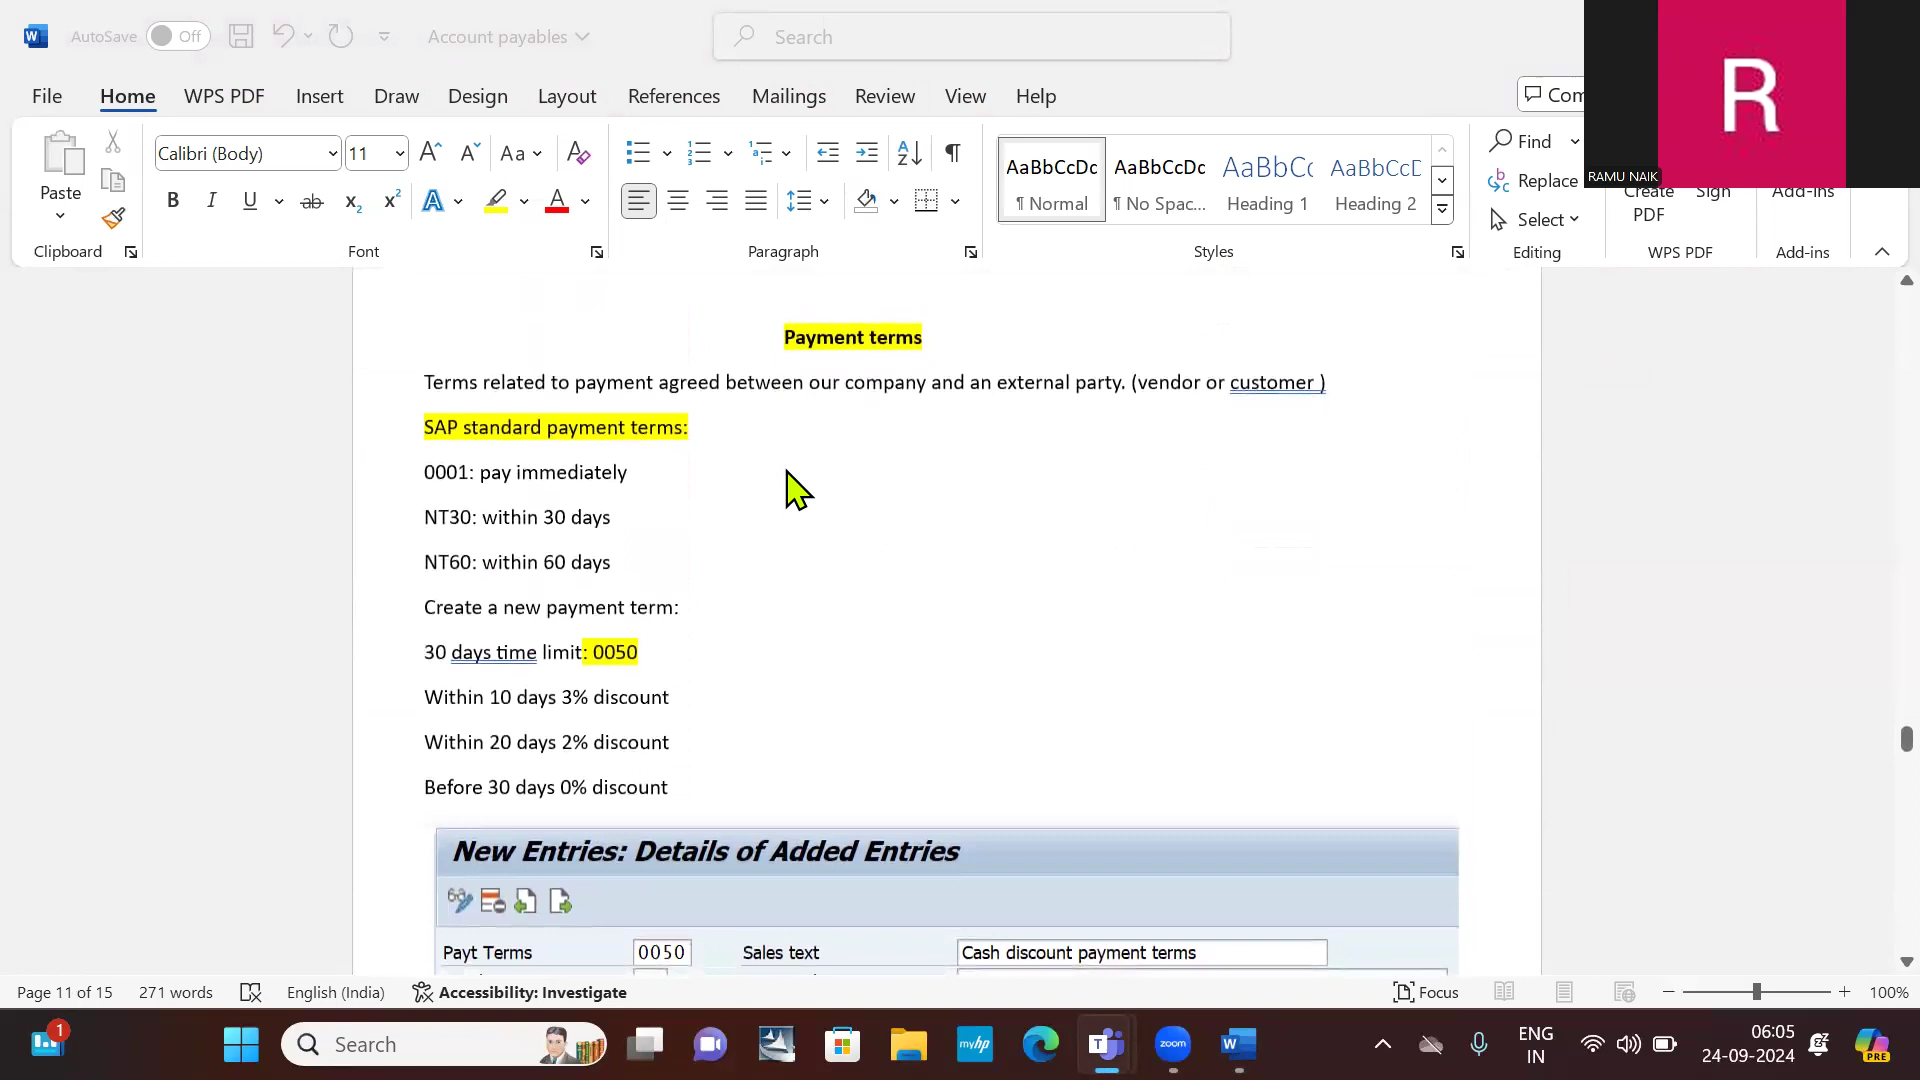 AutoSave Off Account payables Search
File Home WPS PDF Insert Draw Design Layout References Mailings Review View Help Com
RAMU NAIK
R
Paste
Calibri (Body) 11
Aa
AaBbCcDc AaBbCcDc AaBbCc AaBbCcD
¶ Normal ¶ No Spac... Heading 1 Heading 2
Find
Replace
Select
Create PDF
Sign
Add-ins
Clipboard Font Paragraph Styles Editing WPS PDF Add-ins
Payment terms
Terms related to payment agreed between our company and an external party. (vendor or customer )
SAP standard payment terms:
0001: pay immediately
NT30: within 30 days
NT60: within 60 days
Create a new payment term:
30 days time limit: 0050
Within 10 days 3% discount
Within 20 days 2% discount
Before 30 days 0% discount
New Entries: Details of Added Entries
Payt Terms 0050 Sales text Cash discount payment terms
Page 11 of 15 271 words English (India) Accessibility: Investigate Focus 100%
1 Search myhp zoom ENG IN 06:05 24-09-2024 PRE